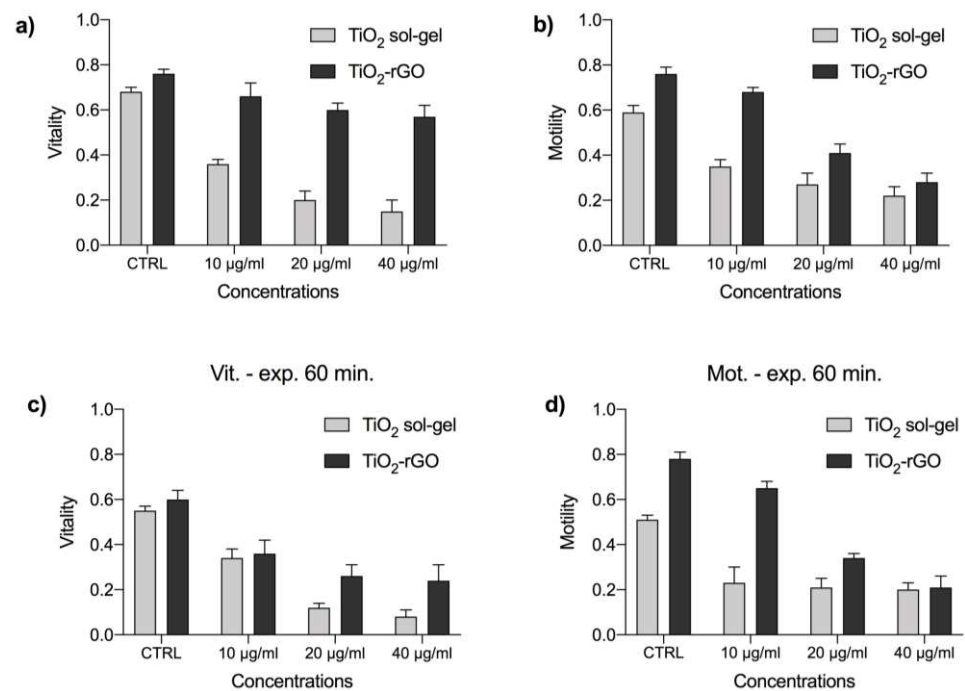 a)
1.0
0.8
0.6
0.4
0.2
0.0
Vitality
TiO2 sol-gel
TiO2-rGO
CTRL 10 µg/ml 20 µg/ml 40 µg/ml
Concentrations
b)
1.0
0.8
0.6
0.4
0.2
0.0
Motility
TiO2 sol-gel
TiO2-rGO
CTRL 10 µg/ml 20 µg/ml 40 µg/ml
Concentrations
Vit. - exp. 60 min.
c)
1.0
0.8
0.6
0.4
0.2
0.0
Vitality
TiO2 sol-gel
TiO2-rGO
CTRL 10 µg/ml 20 µg/ml 40 µg/ml
Concentrations
Mot. - exp. 60 min.
d)
1.0
0.8
0.6
0.4
0.2
0.0
Motility
TiO2 sol-gel
TiO2-rGO
CTRL 10 µg/ml 20 µg/ml 40 µg/ml
Concentrations